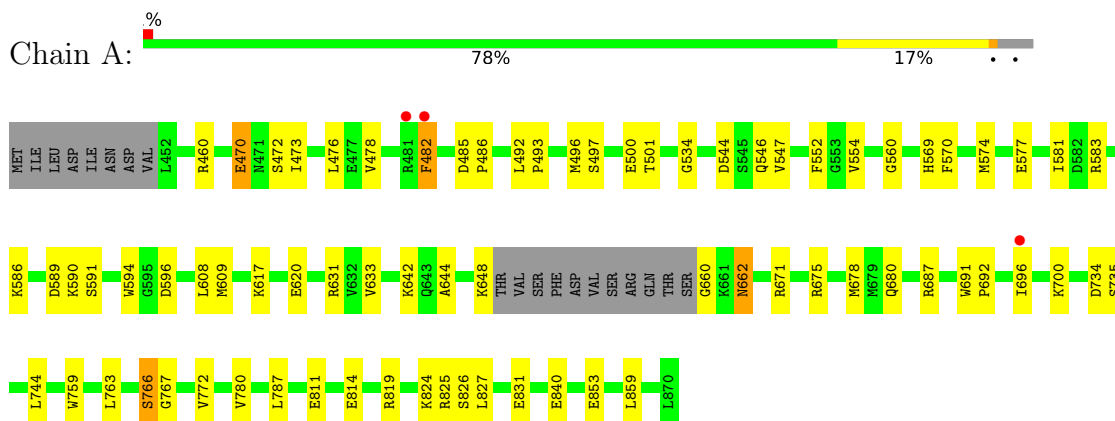 .%
Chain A:
78% 17% • •
MET ILE LEU ASP ILE ASN ASP VAL L452 R460 E470 N471 S472 I473 L476 E477 V478 R481 F482 D485 P486 L492 P493 M496 S497 E500 T501 G534 D544 S545 Q546 V547 F552 G553 V554 G560 H569 F570 M574 E577 I581 D582 R583
K586 D589 K590 S591 W594 G595 D596 L608 M609 K617 E620 R631 V632 V633 K642 Q643 A644 K648 THR VAL SER PHE ASP VAL SER ARG GLN THR SER G660 K661 N662 R671 R675 M678 M679 Q680 R687 W691 P692 I696 K700 D734 S735
L744 W759 L763 S766 G767 V772 V780 L787 E811 E814 R819 K824 R825 S826 L827 E831 E840 E853 L859 L870